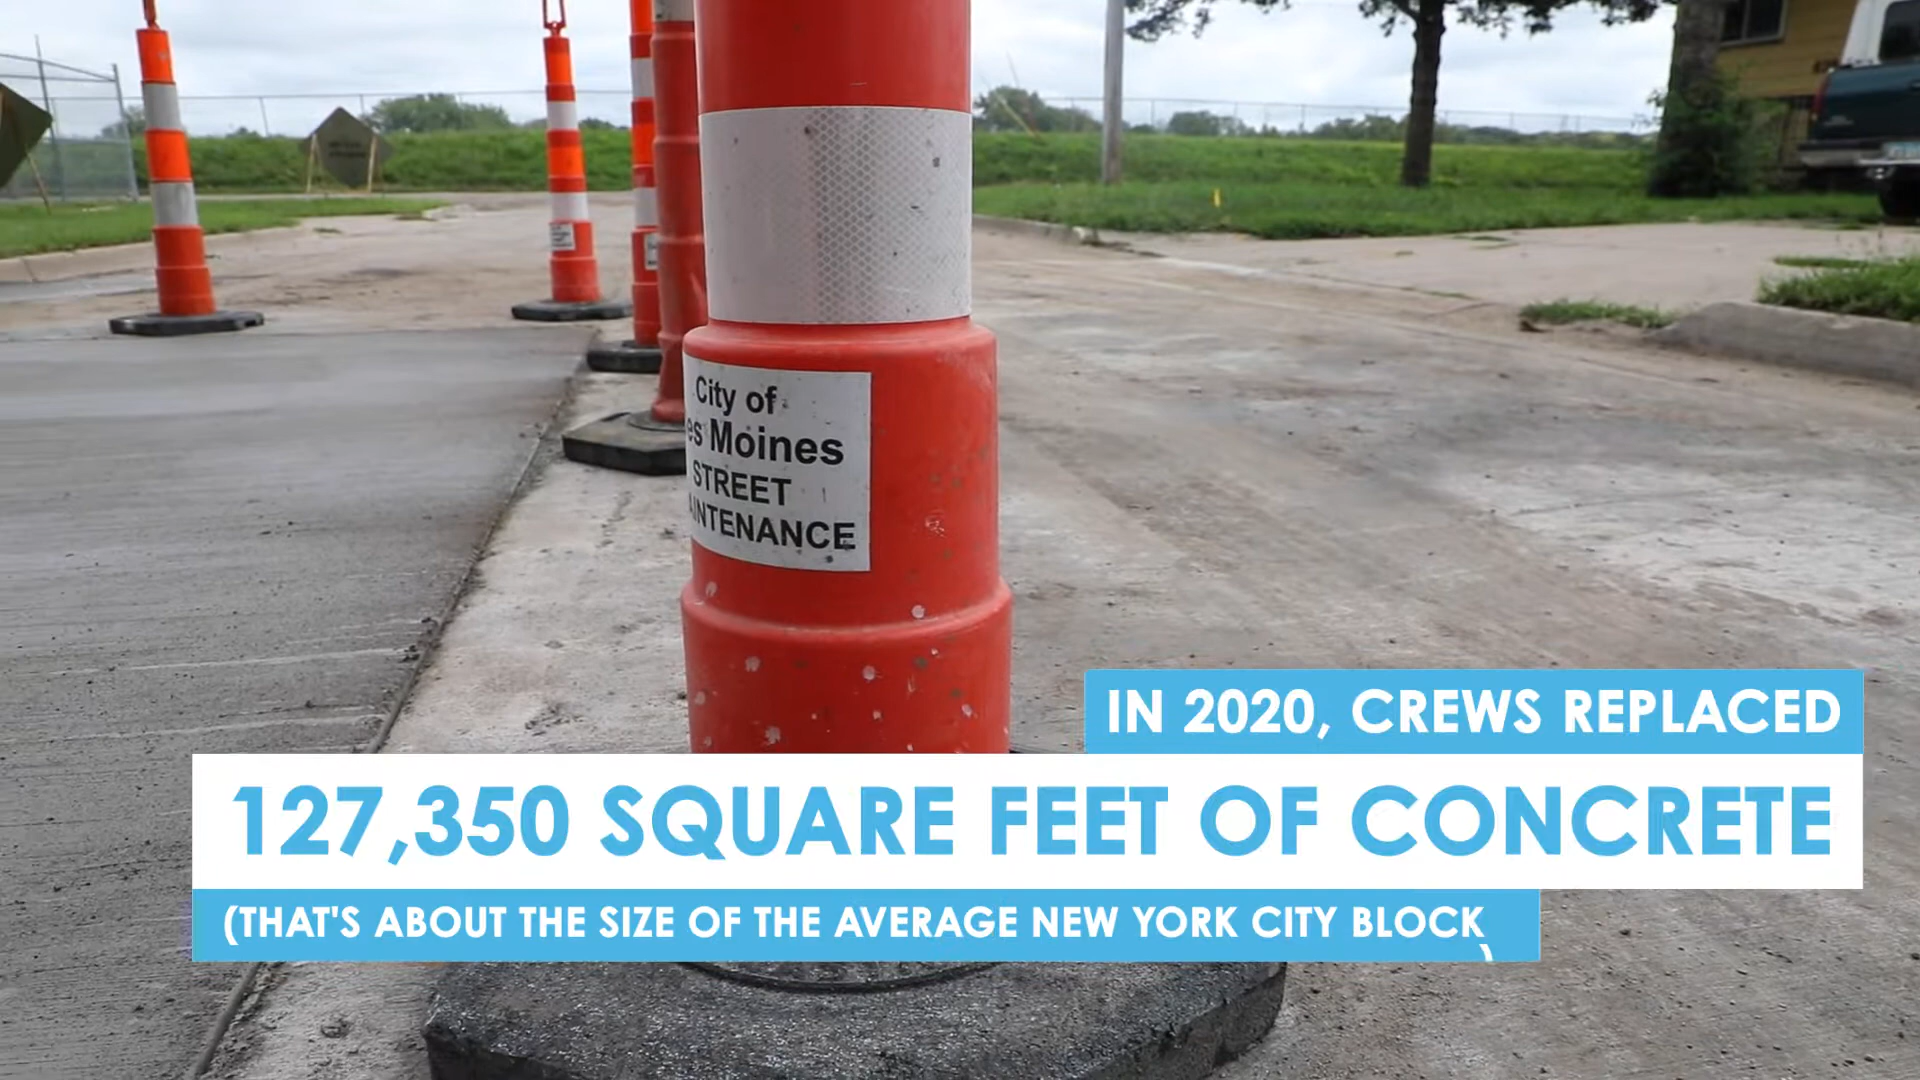 City of
es Moines
STREET
INTENANCE
IN 2020, CREWS REPLACED
127,350 SQUARE FEET OF CONCRETE
(THAT'S ABOUT THE SIZE OF THE AVERAGE NEW YORK CITY BLOCK)